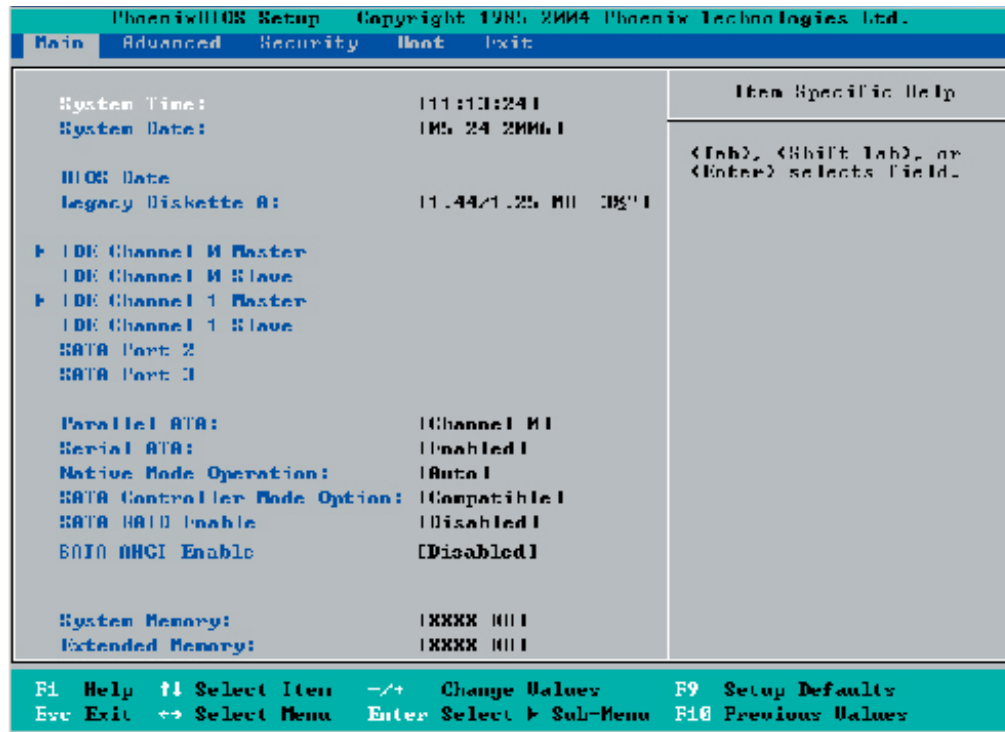 PhoenixBIOS Setup Copyright 1985 2004 Phoenix Technologies Ltd.
Main Advanced Security Boot Exit
Item Specific Help
System Time: [11:13:24]
System Date: [05 24 2006]
<Tab>, <Shift Tab>, or
<Enter> selects field.
BIOS Date
Legacy Diskette A: [1.44/1.25 MB 3½"]
▶ IDE Channel 0 Master
IDE Channel 0 Slave
▶ IDE Channel 1 Master
IDE Channel 1 Slave
SATA Port 2
SATA Port 3
Parallel ATA: [Channel 0]
Serial ATA: [Enabled]
Native Mode Operation: [Auto]
SATA Controller Mode Option: [Compatible]
SATA RAID Enable [Disabled]
SATA AHCI Enable [Disabled]
System Memory: [XXXX KB]
Extended Memory: [XXXX KB]
F1 Help ↑↓ Select Item -/+ Change Values F9 Setup Defaults
Esc Exit ↔ Select Menu Enter Select ▶ Sub-Menu F10 Previous Values